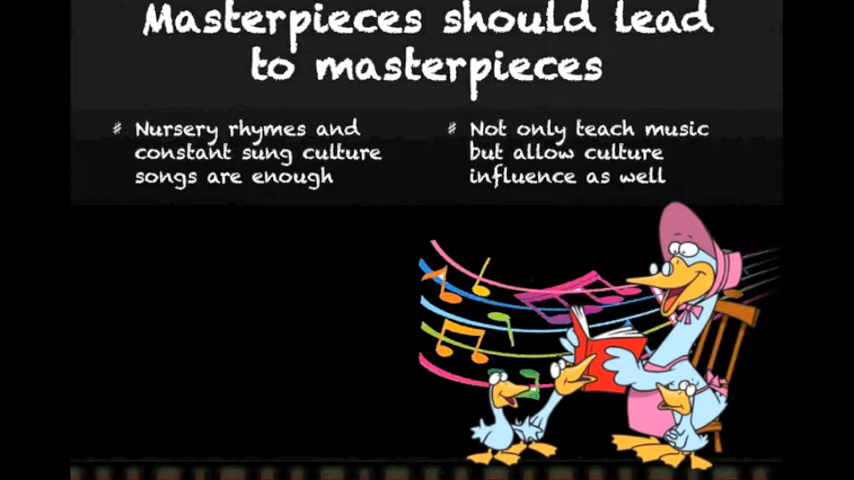 Masterpieces should lead
to masterpieces
# Nursery rhymes and
constant sung culture
songs are enough
# Not only teach music
but allow culture
influence as well